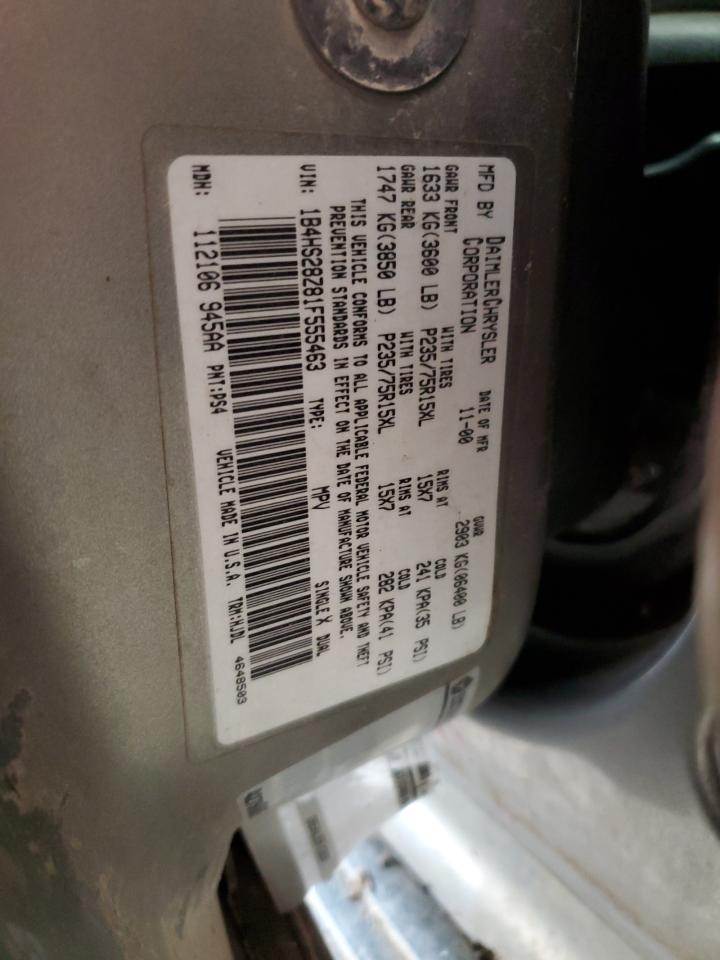 MFD BY DAIMLERCHRYSLER CORPORATION DATE OF MFR 11-00 GVWR 2903 KG(06400 LB)
GAWR FRONT WITH TIRES RIMS AT COLD
1633 KG(3600 LB) P235/75R15XL 15X7 241 KPA(35 PSI)
GAWR REAR WITH TIRES RIMS AT COLD
1747 KG(3850 LB) P235/75R15XL 15X7 282 KPA(41 PSI)
THIS VEHICLE CONFORMS TO ALL APPLICABLE FEDERAL MOTOR VEHICLE SAFETY AND THEFT
PREVENTION STANDARDS IN EFFECT ON THE DATE OF MANUFACTURE SHOWN ABOVE.
VIN: 1B4HS28Z81F555463 TYPE: MPV SINGLE X DUAL
VEHICLE MADE IN U.S.A. 4648503
MDH: 112106 945AA PNT:PS4 TRM:HJDL